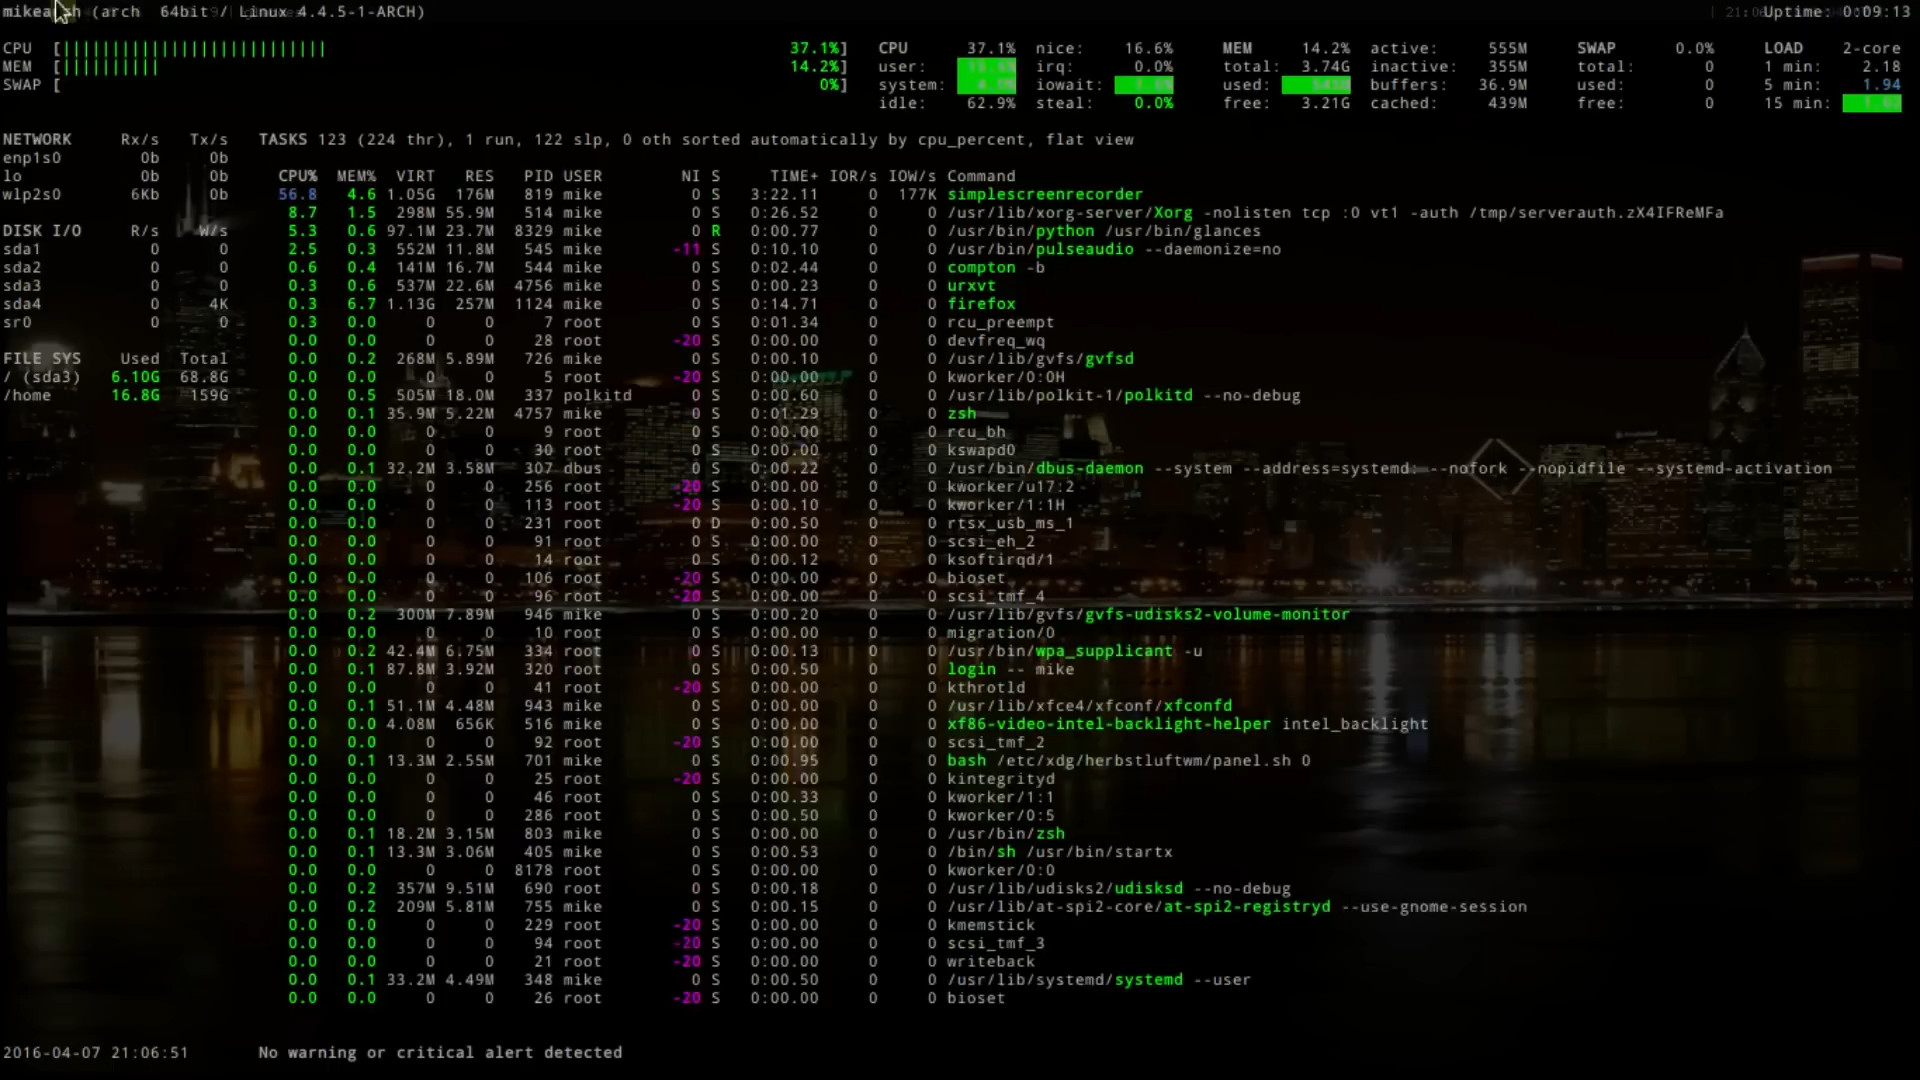 (arch 64bit / Linux 4.4.5-1-ARCH) Uptime: 0:09:13
CPU [|||||||||||||||||||||||||||| 37.1%] CPU 37.1% nice: 16.6% MEM 14.2% active: 555M SWAP 0.0% LOAD 2-core
MEM [|||||||||| 14.2%] user: irq: 0.0% total: 3.74G inactive: 355M total: 0 1 min: 2.18
SWAP [ 0%] system: iowait: used: buffers: 36.9M used: 0 5 min: 1.94
idle: 62.9% steal: 0.0% free: 3.21G cached: 439M free: 0 15 min:
NETWORK Rx/s Tx/s TASKS 123 (224 thr), 1 run, 122 slp, 0 oth sorted automatically by cpu_percent, flat view
enp1s0 0b 0b
lo 0b 0b CPU% MEM% VIRT RES PID USER NI S TIME+ IOR/s IOW/s Command
wlp2s0 6Kb 0b 56.8 4.6 1.05G 176M 819 mike 0 S 3:22.11 0 177K simplescreenrecorder
8.7 1.5 298M 55.9M 514 mike 0 S 0:26.52 0 0 /usr/lib/xorg-server/Xorg -nolisten tcp :0 vt1 -auth /tmp/serverauth.zX4IFReMFa
DISK I/O R/s W/s 5.3 0.6 97.1M 23.7M 8329 mike 0 R 0:00.77 0 0 /usr/bin/python /usr/bin/glances
sda1 0 0 2.5 0.3 552M 11.8M 545 mike -11 S 0:10.10 0 0 /usr/bin/pulseaudio --daemonize=no
sda2 0 0 0.6 0.4 141M 16.7M 544 mike 0 S 0:02.44 0 0 compton -b
sda3 0 0 0.3 0.6 537M 22.6M 4756 mike 0 S 0:00.23 0 0 urxvt
sda4 0 4K 0.3 6.7 1.13G 257M 1124 mike 0 S 0:14.71 0 0 firefox
sr0 0 0 0.3 0.0 0 0 7 root 0 S 0:01.34 0 0 rcu_preempt
0.0 0.0 0 0 28 root -20 S 0:00.00 0 0 devfreq_wq
FILE SYS Used Total 0.0 0.2 268M 5.89M 726 mike 0 S 0:00.10 0 0 /usr/lib/gvfs/gvfsd
/ (sda3) 6.10G 68.8G 0.0 0.0 0 0 5 root -20 S 0:00.00 0 0 kworker/0:0H
/home 16.8G 159G 0.0 0.5 505M 18.0M 337 polkitd 0 S 0:00.60 0 0 /usr/lib/polkit-1/polkitd --no-debug
0.0 0.1 35.9M 5.22M 4757 mike 0 S 0:01.29 0 0 zsh
0.0 0.0 0 0 9 root 0 S 0:00.00 0 0 rcu_bh
0.0 0.0 0 0 30 root 0 S 0:00.00 0 0 kswapd0
0.0 0.1 32.2M 3.58M 307 dbus 0 S 0:00.22 0 0 /usr/bin/dbus-daemon --system --address=systemd: --nofork --nopidfile --systemd-activation
0.0 0.0 0 0 256 root -20 S 0:00.00 0 0 kworker/u17:2
0.0 0.0 0 0 113 root -20 S 0:00.10 0 0 kworker/1:1H
0.0 0.0 0 0 231 root 0 D 0:00.50 0 0 rtsx_usb_ms_1
0.0 0.0 0 0 91 root 0 S 0:00.00 0 0 scsi_eh_2
0.0 0.0 0 0 14 root 0 S 0:00.12 0 0 ksoftirqd/1
0.0 0.0 0 0 106 root -20 S 0:00.00 0 0 bioset
0.0 0.0 0 0 96 root -20 S 0:00.00 0 0 scsi_tmf_4
0.0 0.2 300M 7.89M 946 mike 0 S 0:00.20 0 0 /usr/lib/gvfs/gvfs-udisks2-volume-monitor
0.0 0.0 0 0 10 root 0 S 0:00.00 0 0 migration/0
0.0 0.2 42.4M 6.75M 334 root 0 S 0:00.13 0 0 /usr/bin/wpa_supplicant -u
0.0 0.1 87.8M 3.92M 320 root 0 S 0:00.50 0 0 login -- mike
0.0 0.0 0 0 41 root -20 S 0:00.00 0 0 kthrotld
0.0 0.1 51.1M 4.48M 943 mike 0 S 0:00.00 0 0 /usr/lib/xfce4/xfconf/xfconfd
0.0 0.0 4.08M 656K 516 mike 0 S 0:00.00 0 0 xf86-video-intel-backlight-helper intel_backlight
0.0 0.0 0 0 92 root -20 S 0:00.00 0 0 scsi_tmf_2
0.0 0.1 13.3M 2.55M 701 mike 0 S 0:00.95 0 0 bash /etc/xdg/herbstluftwm/panel.sh 0
0.0 0.0 0 0 25 root -20 S 0:00.00 0 0 kintegrityd
0.0 0.0 0 0 46 root 0 S 0:00.33 0 0 kworker/1:1
0.0 0.0 0 0 286 root 0 S 0:00.50 0 0 kworker/0:5
0.0 0.1 18.2M 3.15M 803 mike 0 S 0:00.00 0 0 /usr/bin/zsh
0.0 0.1 13.3M 3.06M 405 mike 0 S 0:00.53 0 0 /bin/sh /usr/bin/startx
0.0 0.0 0 0 8178 root 0 S 0:00.00 0 0 kworker/0:0
0.0 0.2 357M 9.51M 690 root 0 S 0:00.18 0 0 /usr/lib/udisks2/udisksd --no-debug
0.0 0.2 209M 5.81M 755 mike 0 S 0:00.15 0 0 /usr/lib/at-spi2-core/at-spi2-registryd --use-gnome-session
0.0 0.0 0 0 229 root -20 S 0:00.00 0 0 kmemstick
0.0 0.0 0 0 94 root -20 S 0:00.00 0 0 scsi_tmf_3
0.0 0.0 0 0 21 root -20 S 0:00.00 0 0 writeback
0.0 0.1 33.2M 4.49M 348 mike 0 S 0:00.50 0 0 /usr/lib/systemd/systemd --user
0.0 0.0 0 0 26 root -20 S 0:00.00 0 0 bioset
2016-04-07 21:06:51 No warning or critical alert detected